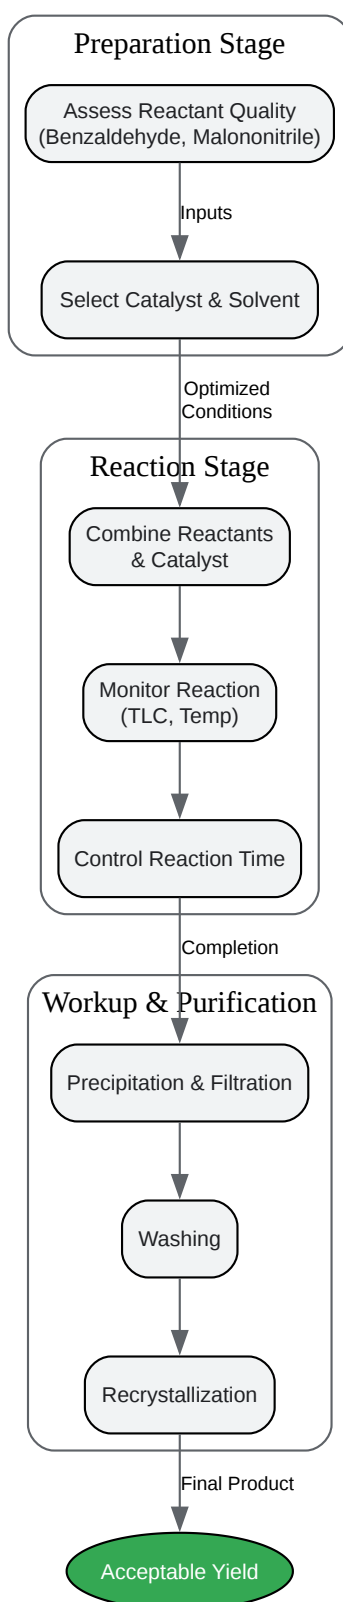 Preparation Stage
Assess Reactant Quality
(Benzaldehyde, Malononitrile)
Inputs
Select Catalyst & Solvent
Optimized
Conditions
Reaction Stage
Combine Reactants
& Catalyst
Monitor Reaction
(TLC, Temp)
Control Reaction Time
Completion
Workup & Purification
Precipitation & Filtration
Washing
Recrystallization
Final Product
Acceptable Yield